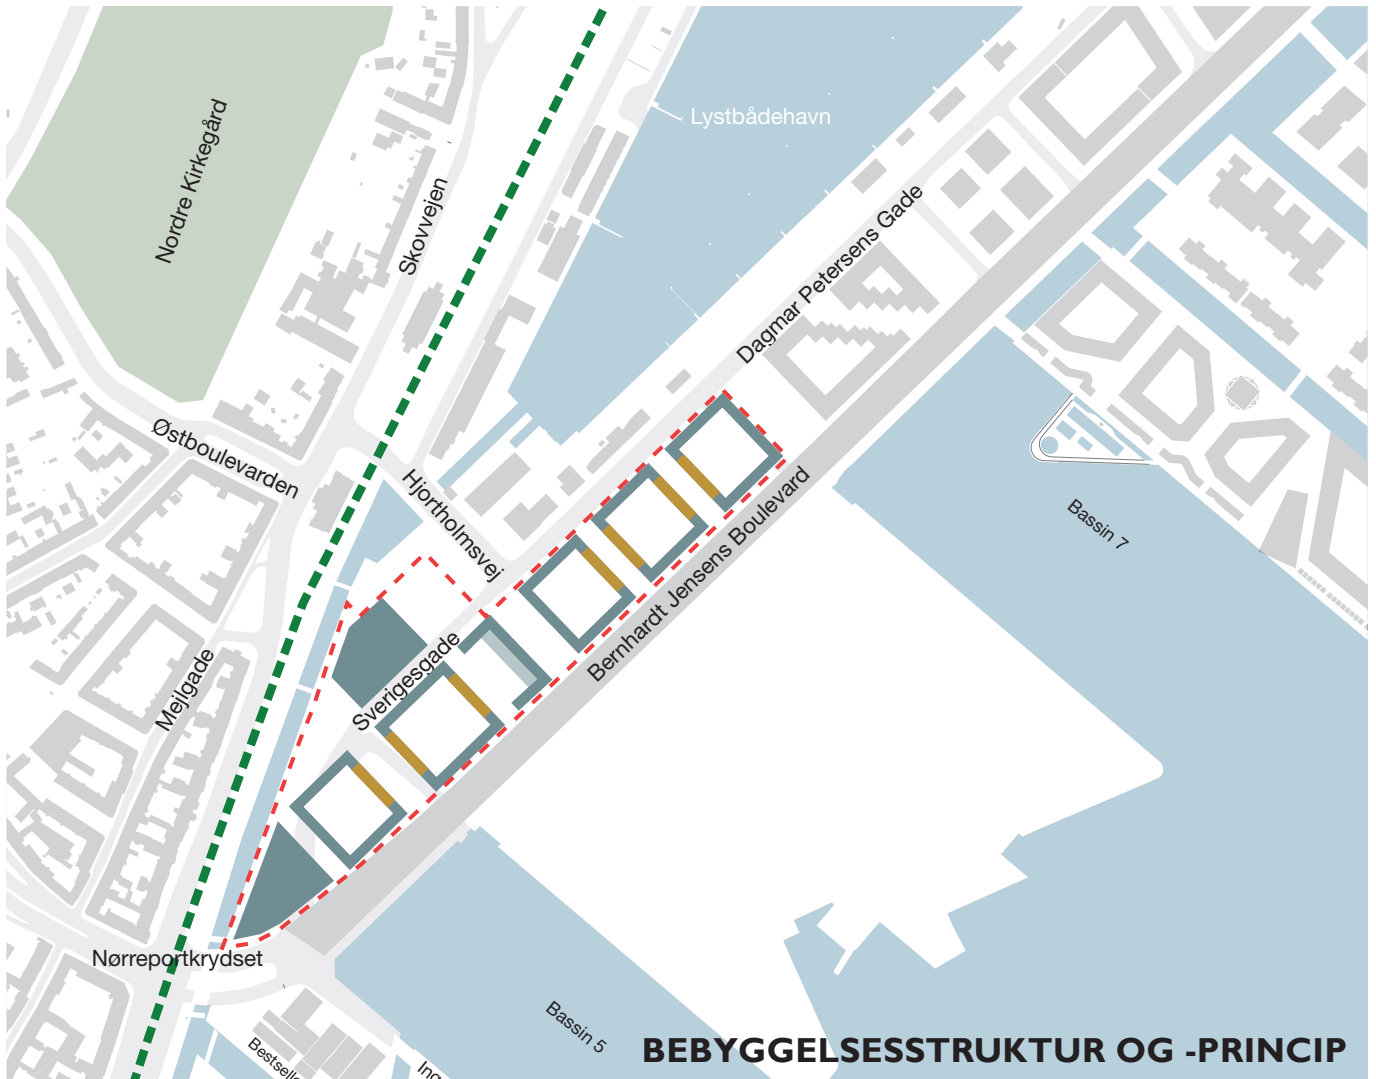 Lystbådehavn
Nordre Kirkegård
Skovvejen
Dagmar Petersens Gade
Østboulevarden
Hjortholmsvej
Bassin 7
Bernhardt Jensens Boulevard
Sverigesgade
Mejlgade
Nørreportkrydset
Bassin 5
BEBYGGELSESSTRUKTUR OG -PRINCIP